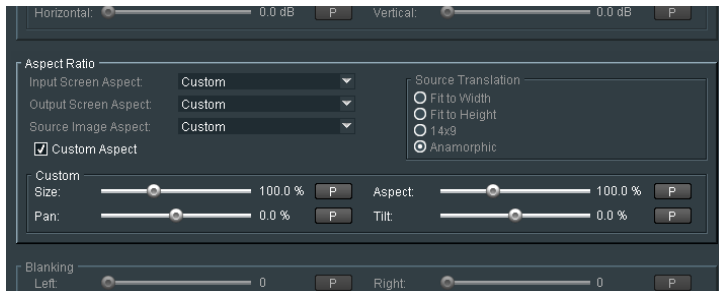 Horizontal: 0.0 dB P Vertical: 0.0 dB P
Aspect Ratio
Input Screen Aspect: Custom
Output Screen Aspect: Custom
Source Image Aspect: Custom
Custom Aspect
Source Translation
Fit to Width
Fit to Height
14x9
Anamorphic
Custom
Size: 100.0 % P Aspect: 100.0 % P
Pan: 0.0 % P Tilt: 0.0 % P
Blanking
Left: 0 P Right: 0 P